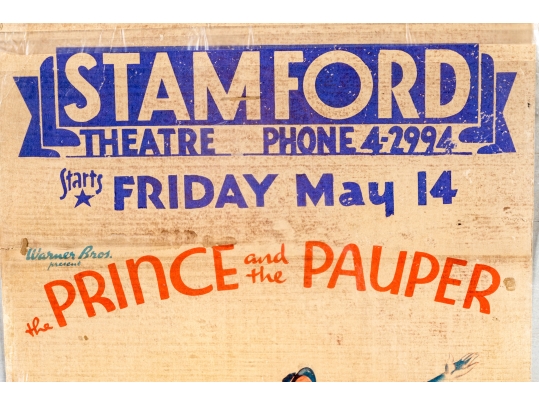 STAMFORD
THEATRE PHONE 4-2994
Starts FRIDAY May 14
Warner Bros.
present
the PRINCE and the PAUPER